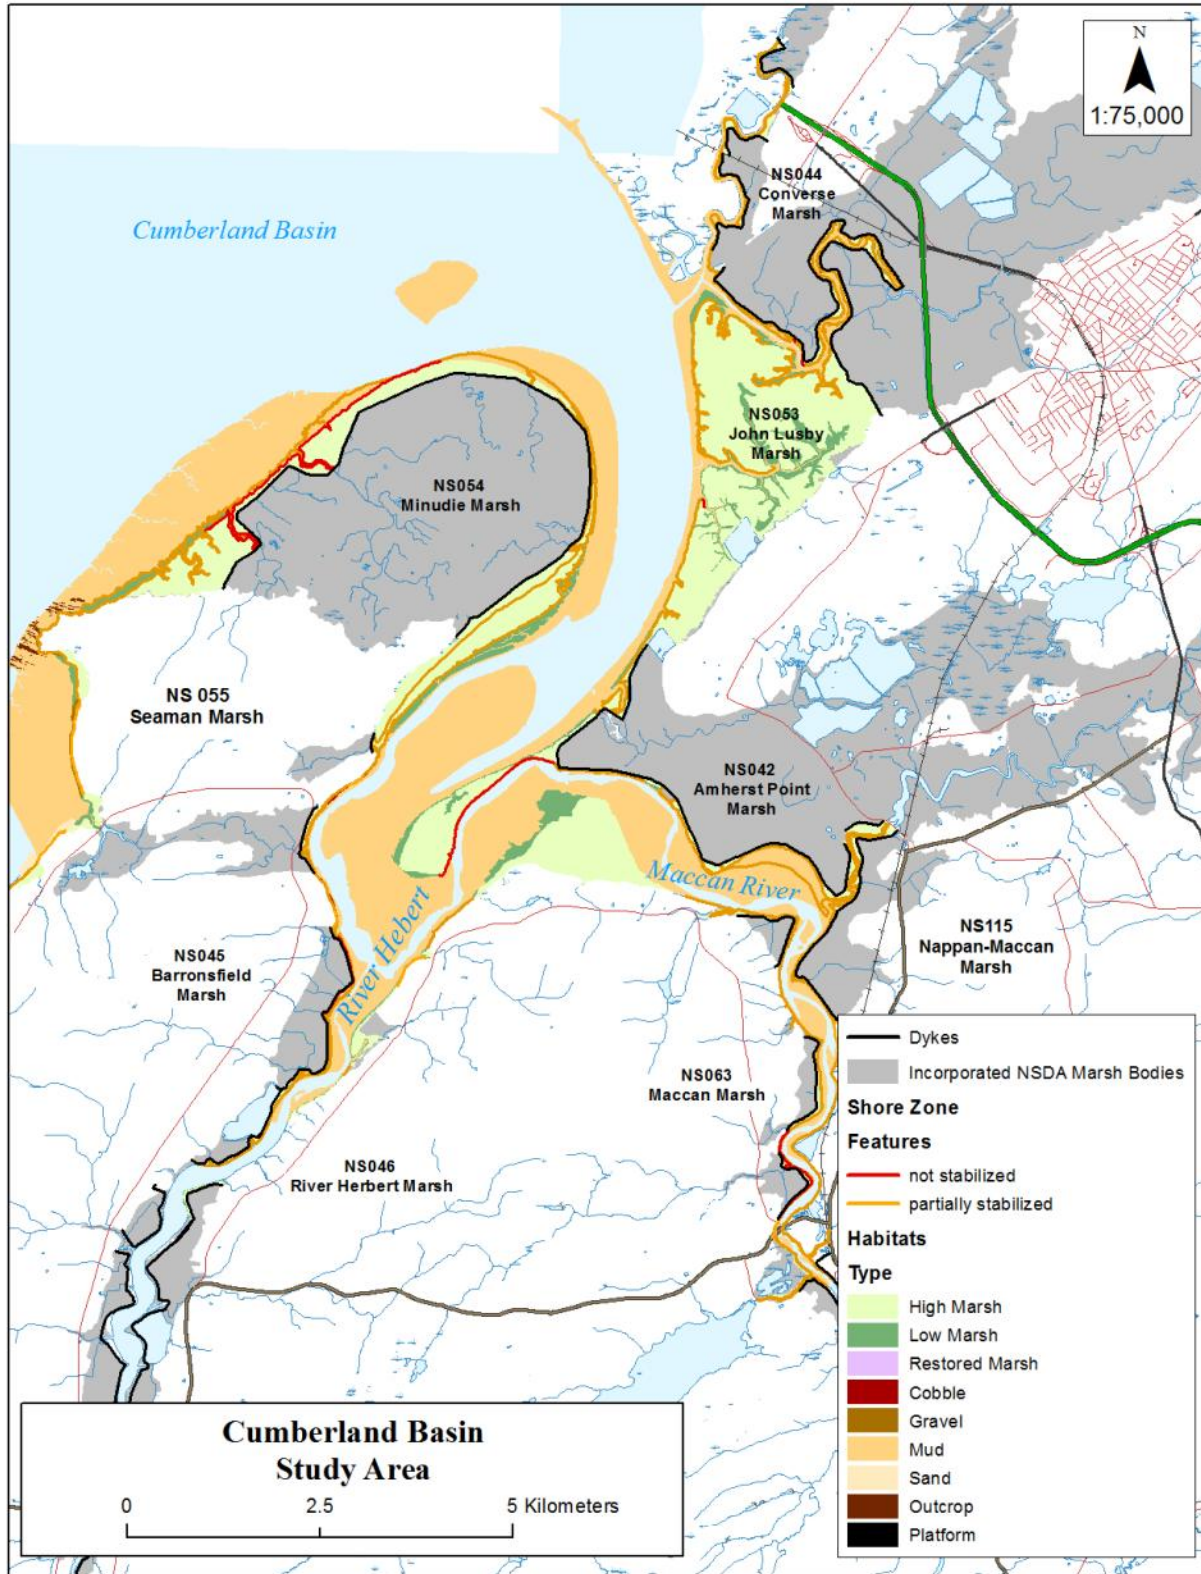 N
1:75,000
NS044
Converse
Marsh
Cumberland Basin
NS053
John Lusby
Marsh
NS054
Minudie Marsh
NS 055
Seaman Marsh
NS042
Amherst Point
Marsh
Maccan River
River Hebert
NS115
Nappan-Maccan
Marsh
NS045
Barronsfield
Marsh
NS063
Maccan Marsh
NS046
River Herbert Marsh
Dykes
Incorporated NSDA Marsh Bodies
Shore Zone
Features
not stabilized
partially stabilized
Habitats
Type
High Marsh
Low Marsh
Restored Marsh
Cobble
Gravel
Mud
Sand
Outcrop
Platform
Cumberland Basin
Study Area
0 2.5 5 Kilometers